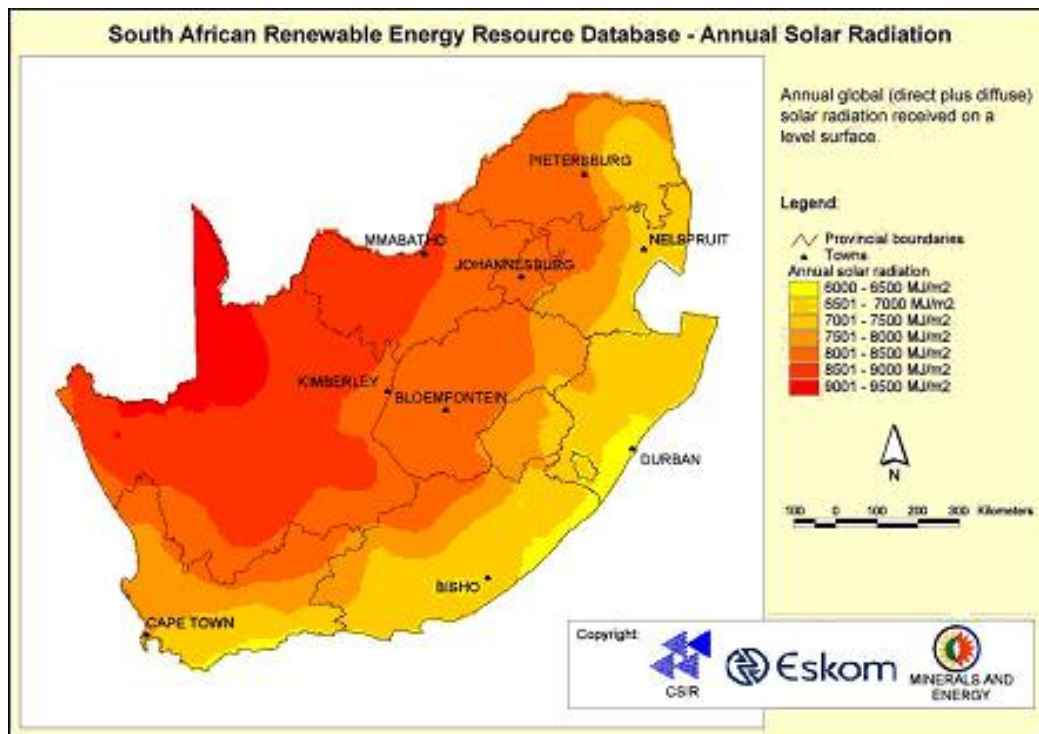 South African Renewable Energy Resource Database - Annual Solar Radiation
Annual global (direct plus diffuse)
solar radiation received on a
level surface.
PIETERSBURG
MMABATHO
NELSPRUIT
JOHANNESBURG
KIMBERLEY
BLOEMFONTEIN
DURBAN
BISHO
CAPE TOWN
Legend:
Provincial boundaries
Towns
Annual solar radiation
6000 - 6500 MJ/m2
6501 - 7000 MJ/m2
7001 - 7500 MJ/m2
7501 - 8000 MJ/m2
8001 - 8500 MJ/m2
8501 - 9000 MJ/m2
9001 - 9500 MJ/m2
N
100 0 100 200 300 Kilometers
Copyright:
CSIR
Eskom
MINERALS AND
ENERGY